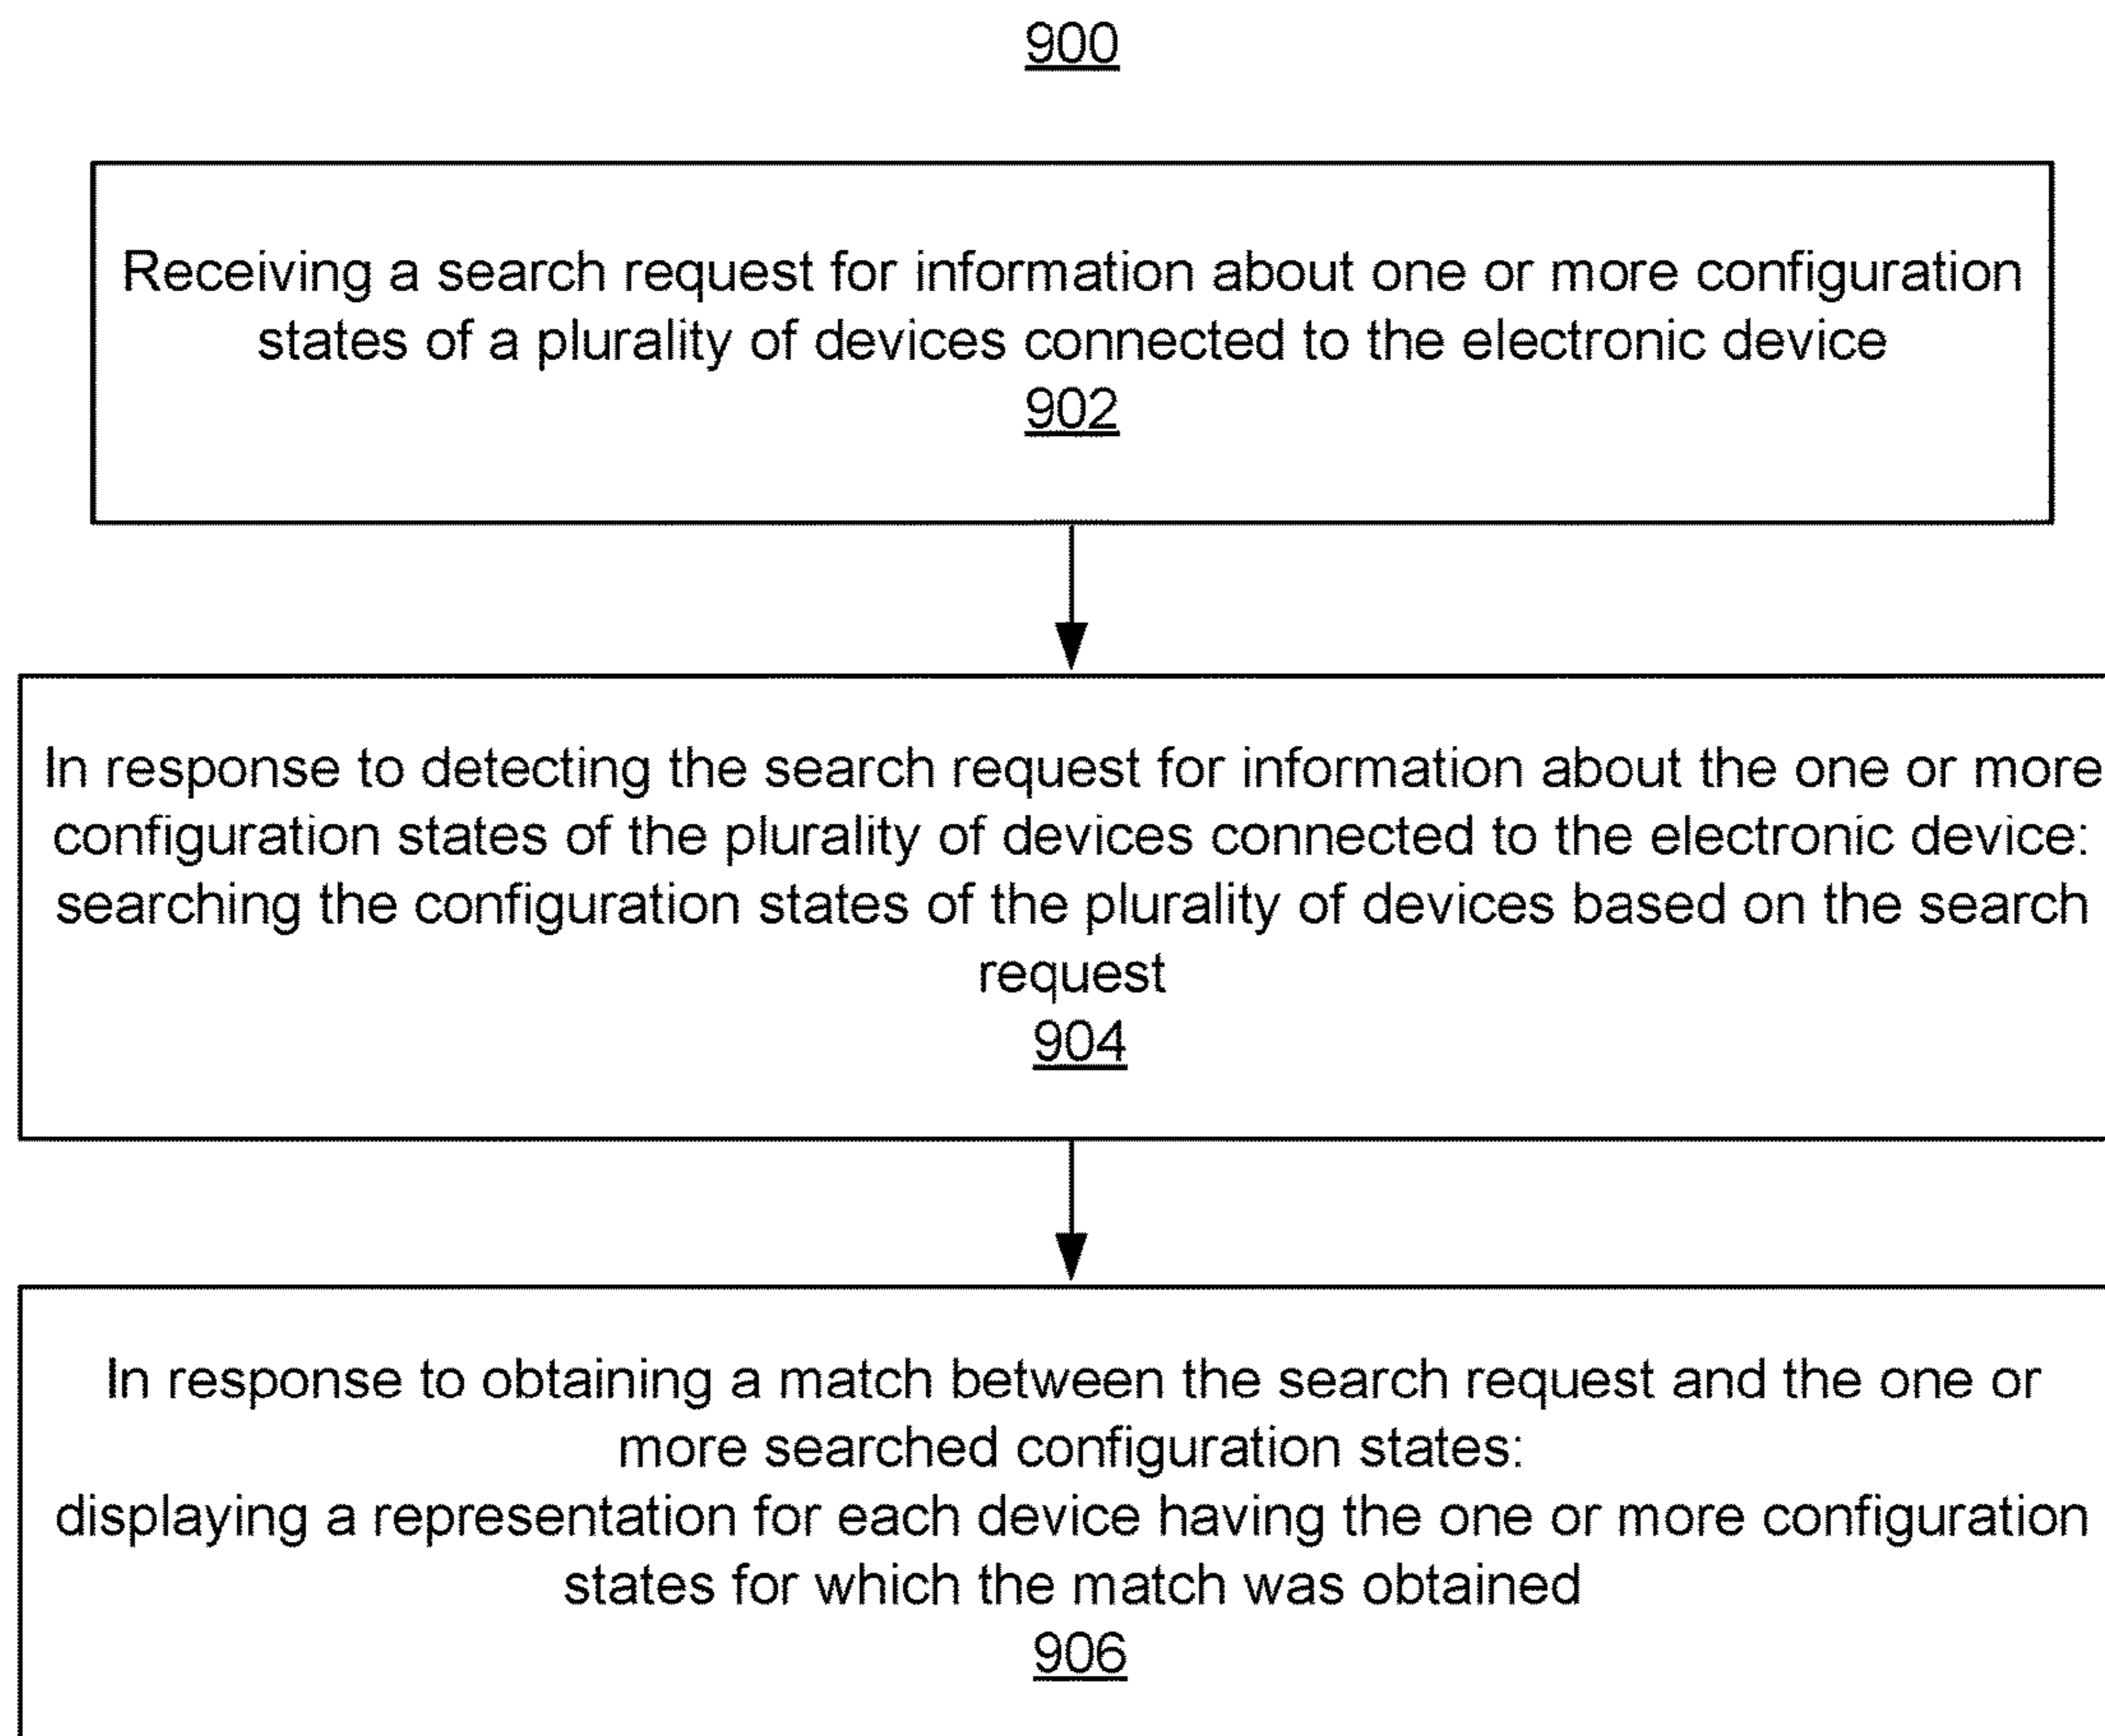 900
Receiving a search request for information about one or more configuration
states of a plurality of devices connected to the electronic device
902
In response to detecting the search request for information about the one or more
configuration states of the plurality of devices connected to the electronic device:
searching the configuration states of the plurality of devices based on the search
request
904
In response to obtaining a match between the search request and the one or
more searched configuration states:
displaying a representation for each device having the one or more configuration
states for which the match was obtained
906